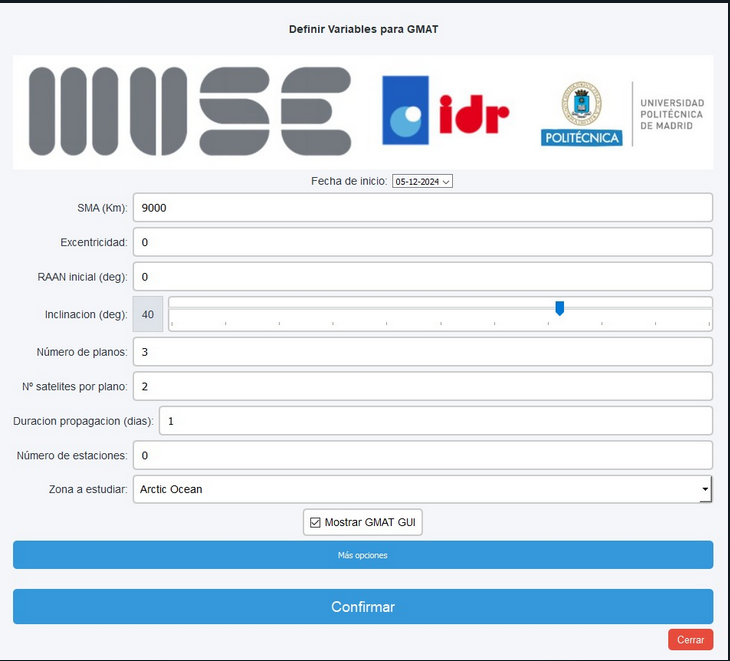 Definir Variables para GMAT
MUSE
idr
POLITÉCNICA
UNIVERSIDAD
POLITÉCNICA
DE MADRID
Fecha de inicio: 05-12-2024
SMA (Km): 9000
Excentricidad: 0
RAAN inicial (deg): 0
Inclinacion (deg): 40
Número de planos: 3
Nº satelites por plano: 2
Duracion propagacion (dias): 1
Número de estaciones: 0
Zona a estudiar: Arctic Ocean
Mostrar GMAT GUI
Más opciones
Confirmar
Cerrar